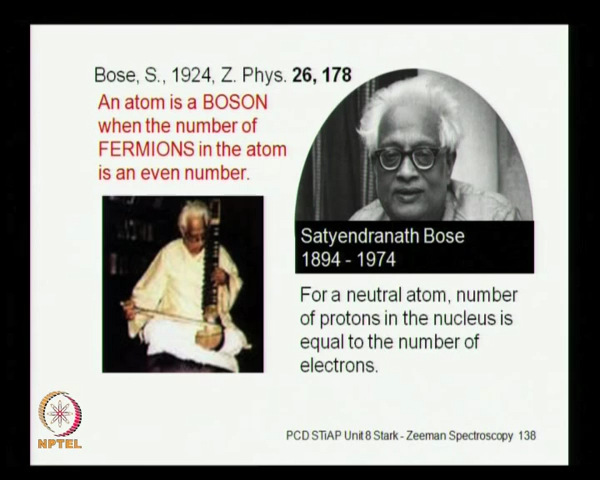 Bose, S., 1924, Z. Phys. 26, 178
An atom is a BOSON
when the number of
FERMIONS in the atom
is an even number.
Satyendranath Bose
1894 - 1974
For a neutral atom, number
of protons in the nucleus is
equal to the number of
electrons.
NPTEL
PCD STiAP Unit 8 Stark - Zeeman Spectroscopy 138